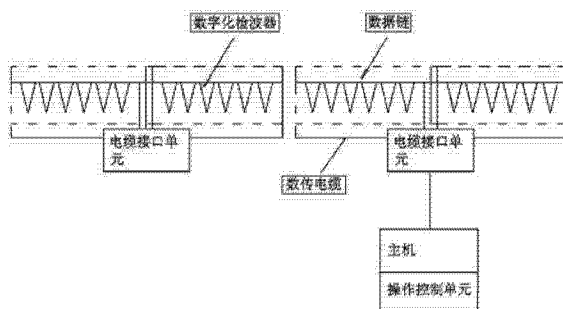 数字化检波器
数据链
电缆接口单
元
电缆接口单
元
数传电缆
主机
操作控制单元